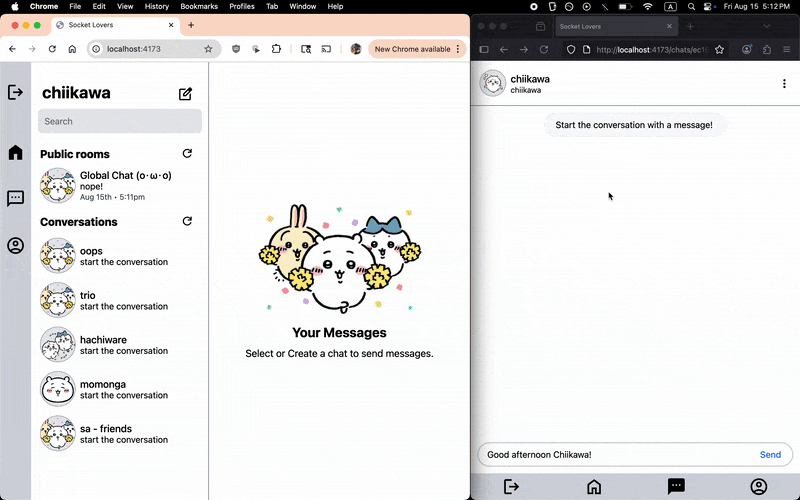 Chrome File Edit View History Bookmarks Profiles Tab Window Help
A
Fri Aug 15 5:12 PM
Socket Lovers
localhost:4173
New Chrome available
chiikawa
Search
Public rooms
Global Chat (o·ω·o)
nope!
Aug 15th • 5:11pm
Conversations
oops
start the conversation
trio
start the conversation
hachiware
start the conversation
momonga
start the conversation
sa - friends
start the conversation
Your Messages
Select or Create a chat to send messages.
Socket Lovers
http://localhost:4173/chats/ec1
chiikawa
chiikawa
Start the conversation with a message!
Good afternoon Chiikawa!
Send